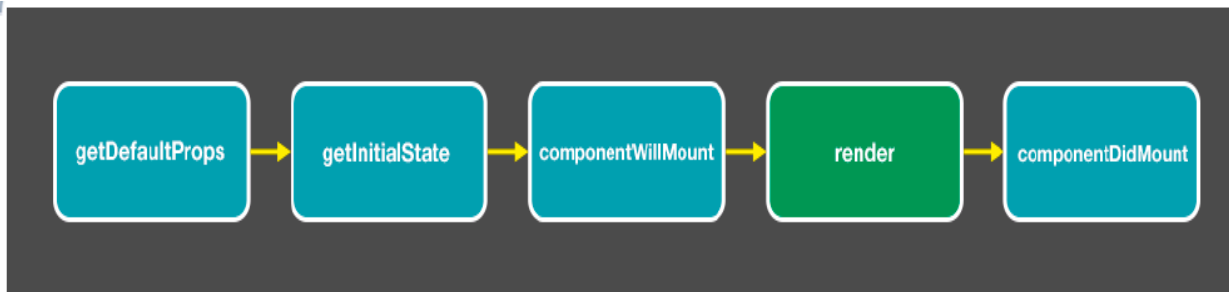 getDefaultProps
getInitialState
componentWillMount
render
componentDidMount